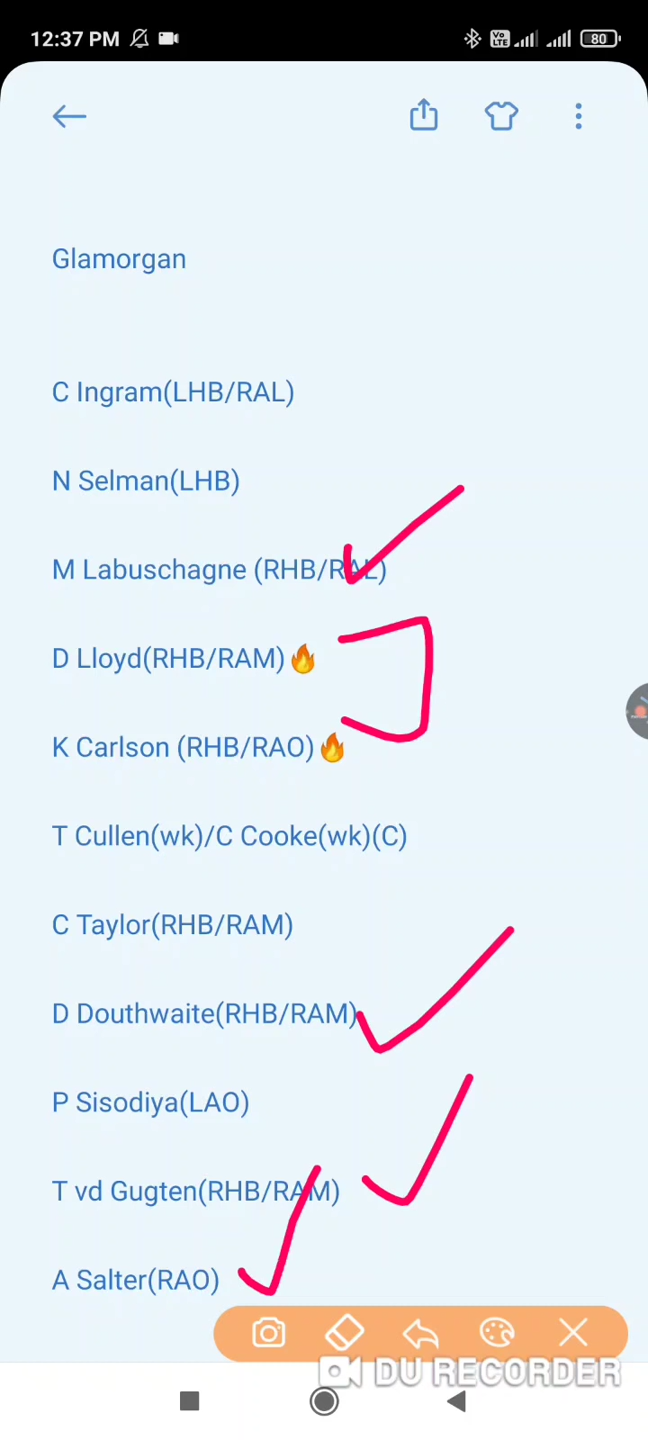 12:37 PM
Vo LTE
80
Glamorgan
C Ingram(LHB/RAL)
N Selman(LHB)
M Labuschagne (RHB/RAL)
D Lloyd(RHB/RAM)🔥
K Carlson (RHB/RAO)🔥
T Cullen(wk)/C Cooke(wk)(C)
C Taylor(RHB/RAM)
D Douthwaite(RHB/RAM)
P Sisodiya(LAO)
T vd Gugten(RHB/RAM)
A Salter(RAO)
DU RECORDER